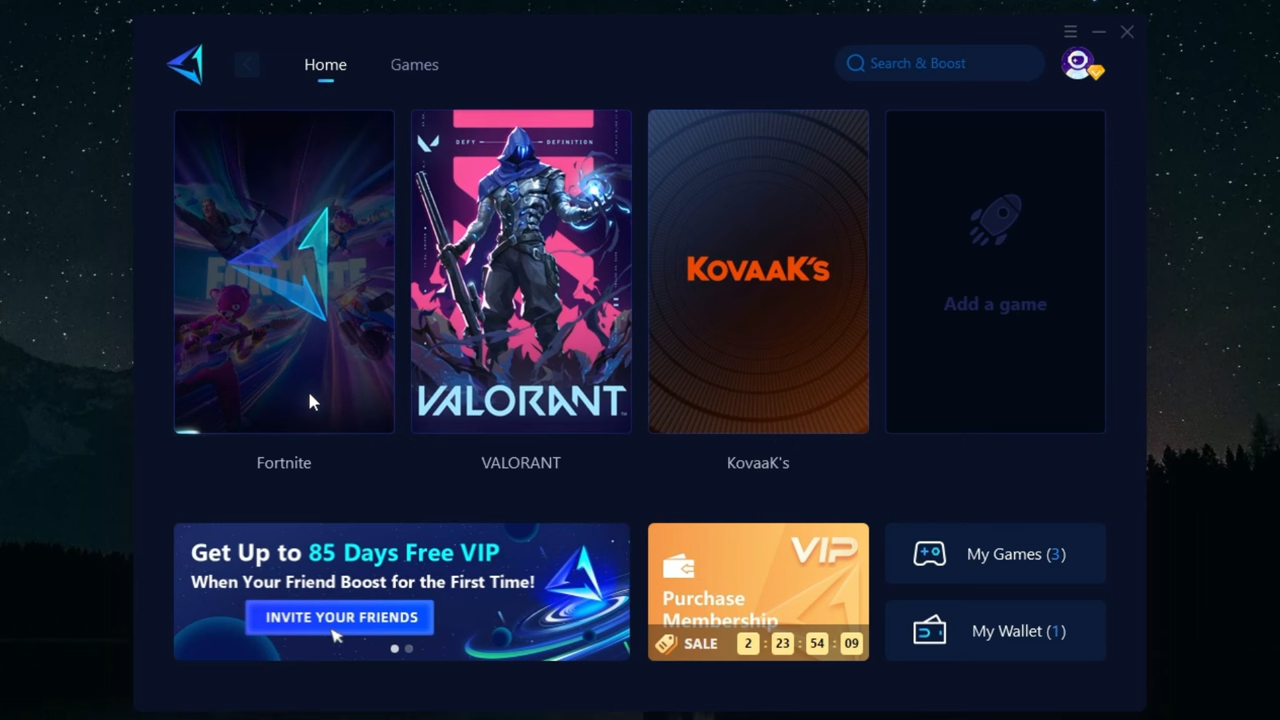 Home
Games
Search & Boost
FORTNITE
DEFY
DEFINITION
VALORANT
KOVAAK'S
Add a game
Fortnite
VALORANT
KovaaK's
Get Up to 85 Days Free VIP
When Your Friend Boost for the First Time!
INVITE YOUR FRIENDS
VIP
Purchase
Membership
SALE 2 : 23 : 54 : 09
My Games (3)
My Wallet (1)